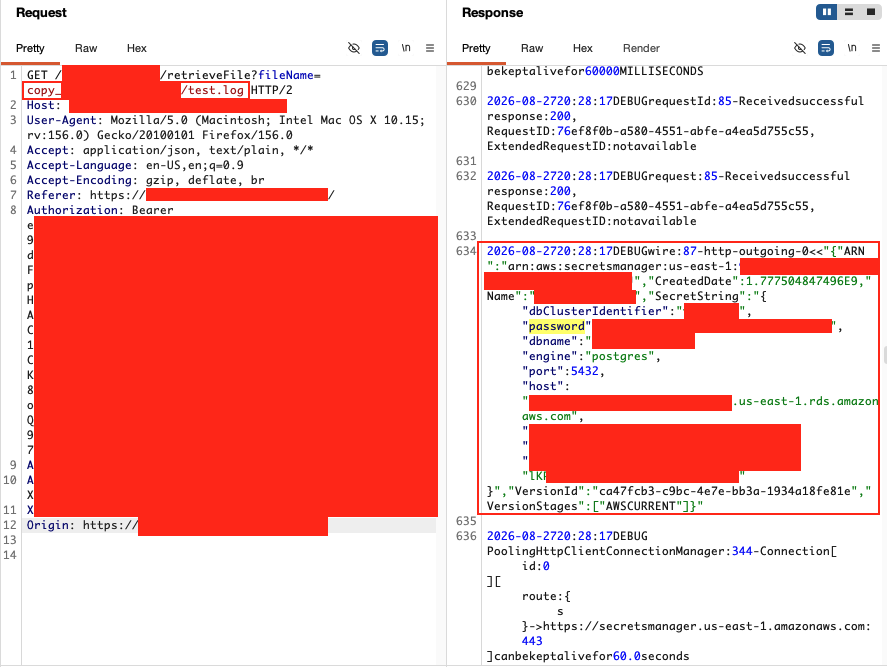 Request
Pretty
Raw
Hex
\n
1 GET / /retrieveFile?fileName=
copy_ /test.log HTTP/2
2 Host:
3 User-Agent: Mozilla/5.0 (Macintosh; Intel Mac OS X 10.15;
rv:156.0) Gecko/20100101 Firefox/156.0
4 Accept: application/json, text/plain, */*
5 Accept-Language: en-US,en;q=0.9
6 Accept-Encoding: gzip, deflate, br
7 Referer: https:// /
8 Authorization: Bearer
e
9
d
F
p
H
A
C
1
C
K
8
o
Q
9
7
9 A
10 A
X
11 X
12 Origin: https://
13
14
Response
Pretty
Raw
Hex
Render
\n
bekeptalivefor60000MILLISECONDS
629
630 2026-08-2720:28:17DEBUGrequestId:85-Receivedsuccessful
response:200,
RequestID:76ef8f0b-a580-4551-abfe-a4ea5d755c55,
ExtendedRequestID:notavailable
631
632 2026-08-2720:28:17DEBUGrequest:85-Receivedsuccessful
response:200,
RequestID:76ef8f0b-a580-4551-abfe-a4ea5d755c55,
ExtendedRequestID:notavailable
633
634 2026-08-2720:28:17DEBUGwire:87-http-outgoing-0<<"{"ARN
":"arn:aws:secretsmanager:us-east-1:
","CreatedDate":1.777504847496E9,"
Name":" ","SecretString":"{
"dbClusterIdentifier":" ",
"password" ",
"dbname":"
"engine":"postgres",
"port":5432,
"host":
" .us-east-1.rds.amazon
aws.com",
"
"
"
"
}","VersionId":"ca47fcb3-c9bc-4e7e-bb3a-1934a18fe81e","
VersionStages":["AWSCURRENT"]}"
635
636 2026-08-2720:28:17DEBUG
PoolingHttpClientConnectionManager:344-Connection[
id:0
][
route:{
s
}->https://secretsmanager.us-east-1.amazonaws.com:
443
]canbekeptalivefor60.0seconds